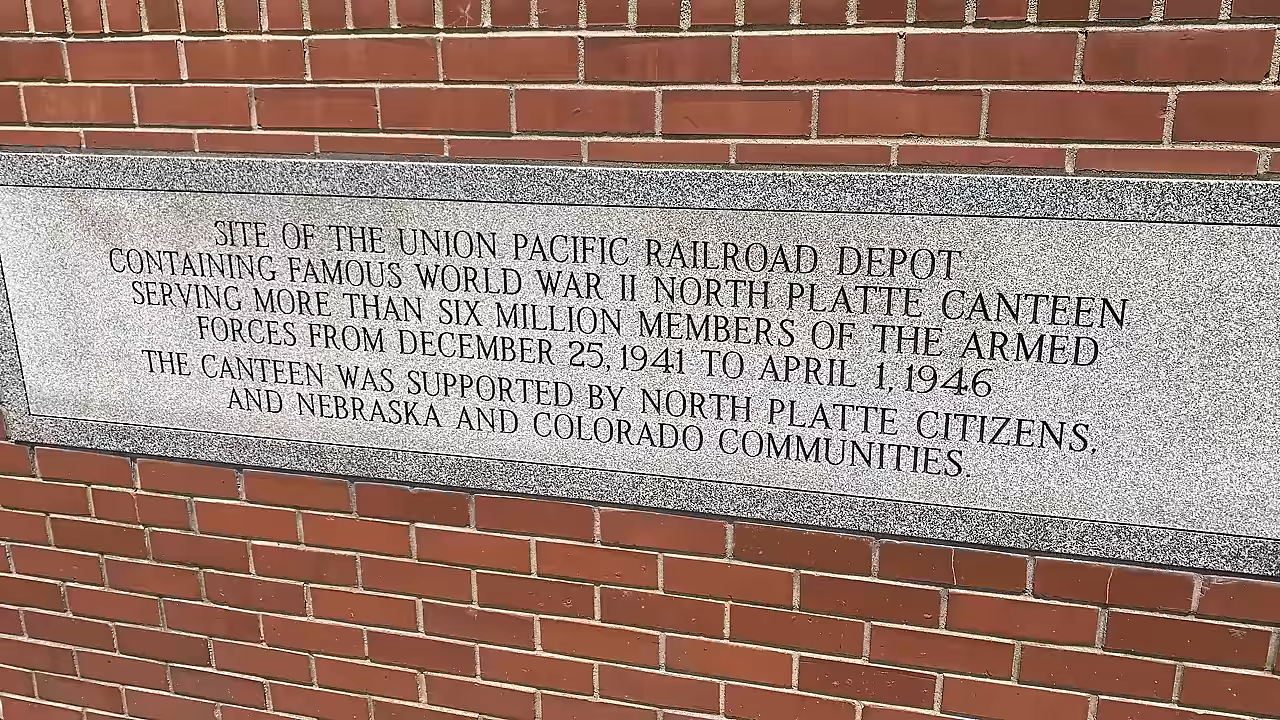 SITE OF THE UNION PACIFIC RAILROAD DEPOT
CONTAINING FAMOUS WORLD WAR II NORTH PLATTE CANTEEN
SERVING MORE THAN SIX MILLION MEMBERS OF THE ARMED
FORCES FROM DECEMBER 25, 1941 TO APRIL 1, 1946
THE CANTEEN WAS SUPPORTED BY NORTH PLATTE CITIZENS,
AND NEBRASKA AND COLORADO COMMUNITIES.